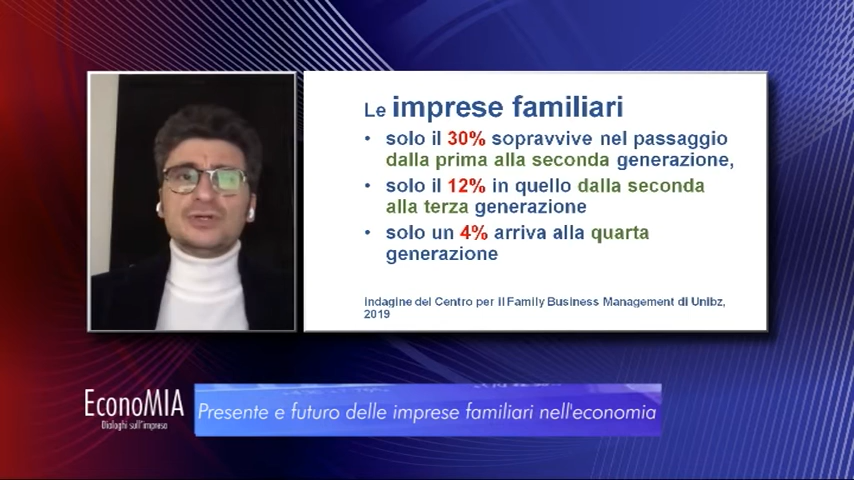 Le imprese familiari
• solo il 30% sopravvive nel passaggio
dalla prima alla seconda generazione,
• solo il 12% in quello dalla seconda
alla terza generazione
• solo un 4% arriva alla quarta
generazione
Indagine del Centro per il Family Business Management di Unibz,
2019
EconoMIA
Dialoghi sull'impresa
Presente e futuro delle imprese familiari nell'economia